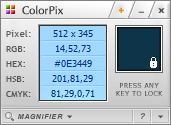 ColorPix
Pixel: 512 x 345
RGB: 14,52,73
HEX: #0E3449
HSB: 201,81,29
CMYK: 81,29,0,71
PRESS ANY
KEY TO LOCK
MAGNIFIER